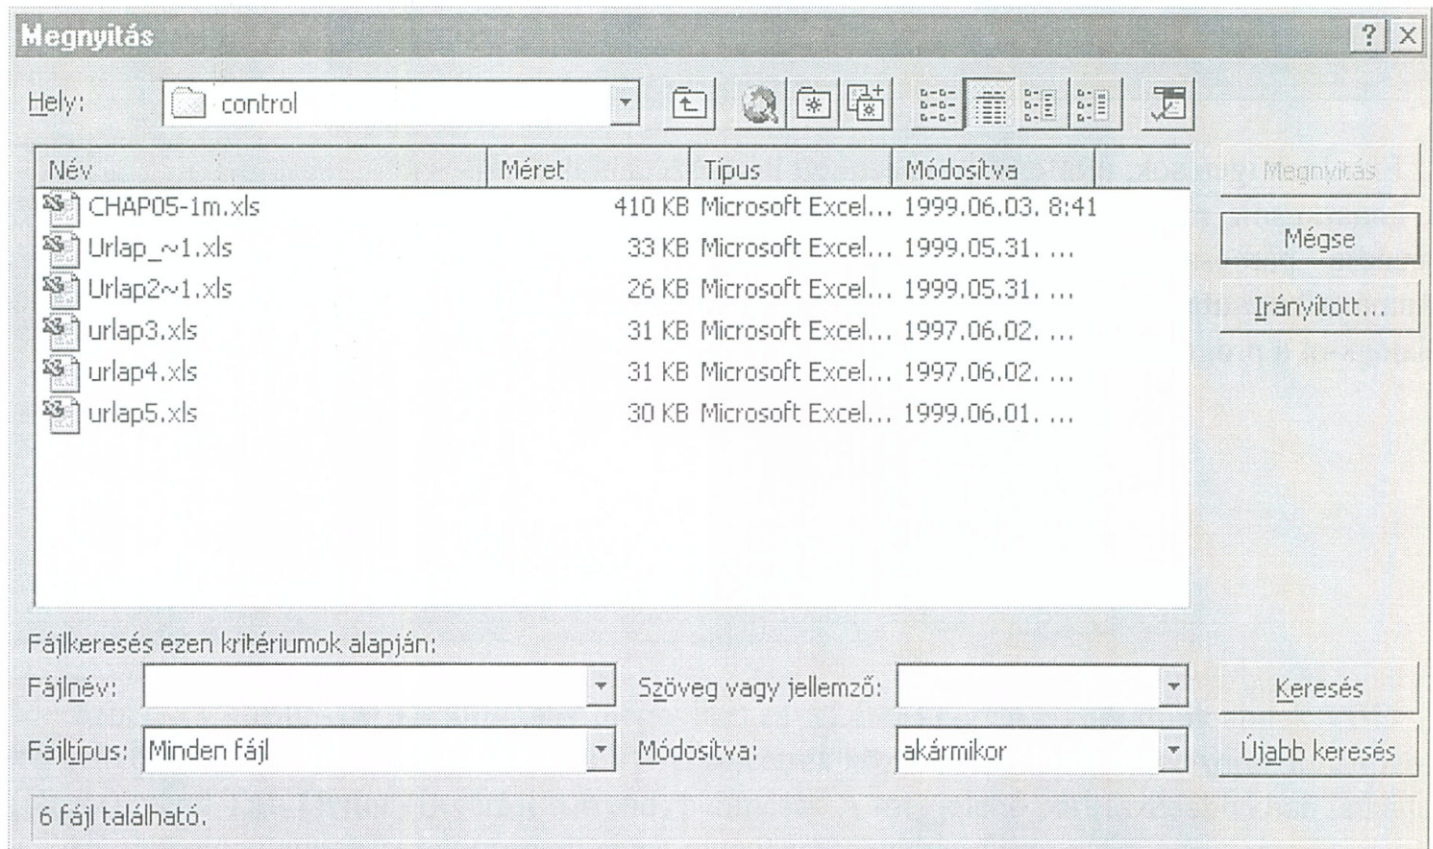 Megnyitás
Hely: control
Név Méret Típus Módosítva
CHAP05-1m.xls 410 KB Microsoft Excel... 1999.06.03. 8:41
Urlap_~1.xls 33 KB Microsoft Excel... 1999.05.31. ...
Urlap2~1.xls 26 KB Microsoft Excel... 1999.05.31. ...
urlap3.xls 31 KB Microsoft Excel... 1997.06.02. ...
urlap4.xls 31 KB Microsoft Excel... 1997.06.02. ...
urlap5.xls 30 KB Microsoft Excel... 1999.06.01. ...
Megnyitás
Mégse
Irányított...
Fájlkeresés ezen kritériumok alapján:
Fájlnév: Szöveg vagy jellemző: Keresés
Fájltípus: Minden fájl Módosítva: akármikor Újabb keresés
6 fájl található.